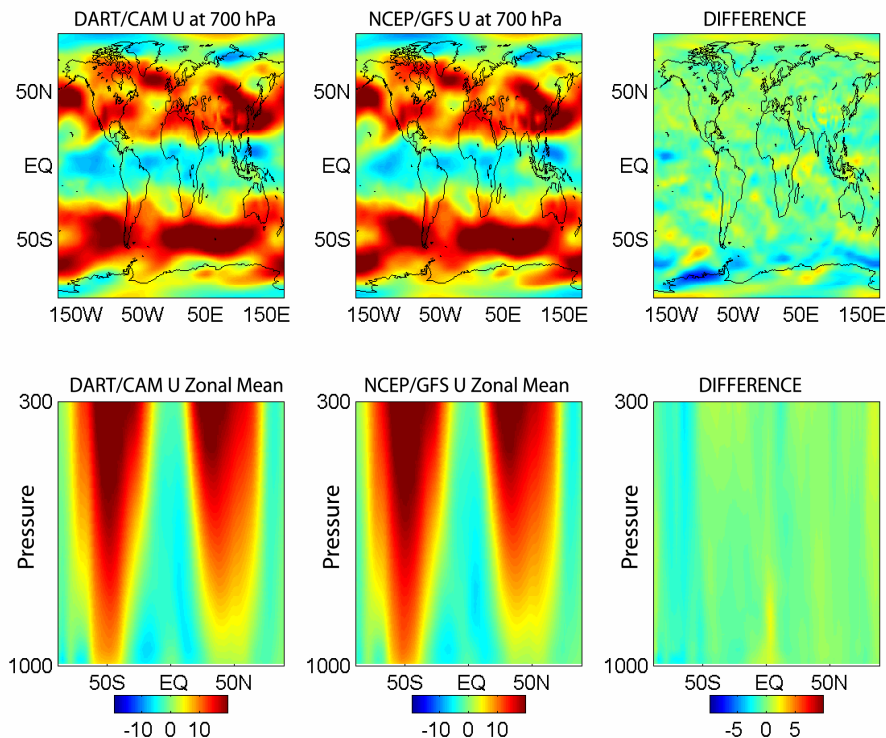 DART/CAM U at 700 hPa NCEP/GFS U at 700 hPa DIFFERENCE
50N 50N 50N
EQ EQ EQ
50S 50S 50S
150W 50W 50E 150E 150W 50W 50E 150E 150W 50W 50E 150E
DART/CAM U Zonal Mean NCEP/GFS U Zonal Mean DIFFERENCE
300 300 300
Pressure Pressure Pressure
1000 1000 1000
50S EQ 50N 50S EQ 50N 50S EQ 50N
-10 0 10 -10 0 10 -5 0 5